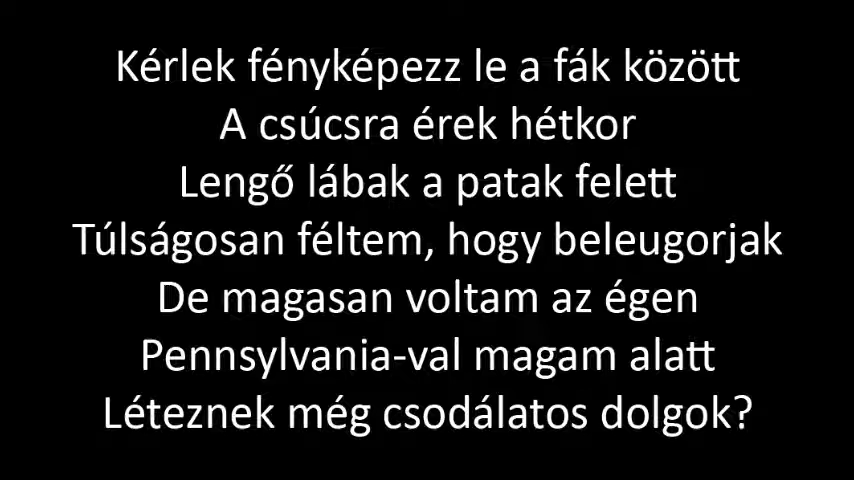 Kérlek fényképezz le a fák között
A csúcsra érek hétkor
Lengő lábak a patak felett
Túlságosan féltem, hogy beleugorjak
De magasan voltam az égen
Pennsylvania-val magam alatt
Léteznek még csodálatos dolgok?